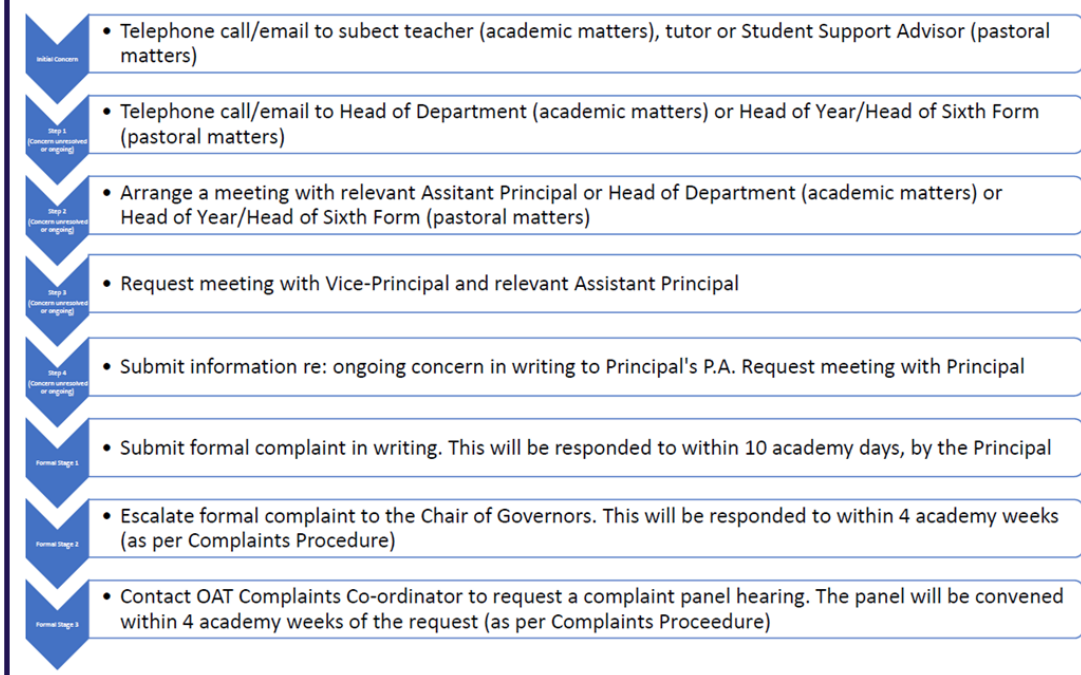 Initial Concern
• Telephone call/email to subect teacher (academic matters), tutor or Student Support Advisor (pastoral
matters)
Step 1
(Concern unresolved
or ongoing)
• Telephone call/email to Head of Department (academic matters) or Head of Year/Head of Sixth Form
(pastoral matters)
Step 2
(Concern unresolved
or ongoing)
• Arrange a meeting with relevant Assitant Principal or Head of Department (academic matters) or
Head of Year/Head of Sixth Form (pastoral matters)
Step 3
(Concern unresolved
or ongoing)
• Request meeting with Vice-Principal and relevant Assistant Principal
Step 4
(Concern unresolved
or ongoing)
• Submit information re: ongoing concern in writing to Principal's P.A. Request meeting with Principal
Formal Stage 1
• Submit formal complaint in writing. This will be responded to within 10 academy days, by the Principal
Formal Stage 2
• Escalate formal complaint to the Chair of Governors. This will be responded to within 4 academy weeks
(as per Complaints Procedure)
Formal Stage 3
• Contact OAT Complaints Co-ordinator to request a complaint panel hearing. The panel will be convened
within 4 academy weeks of the request (as per Complaints Proceedure)